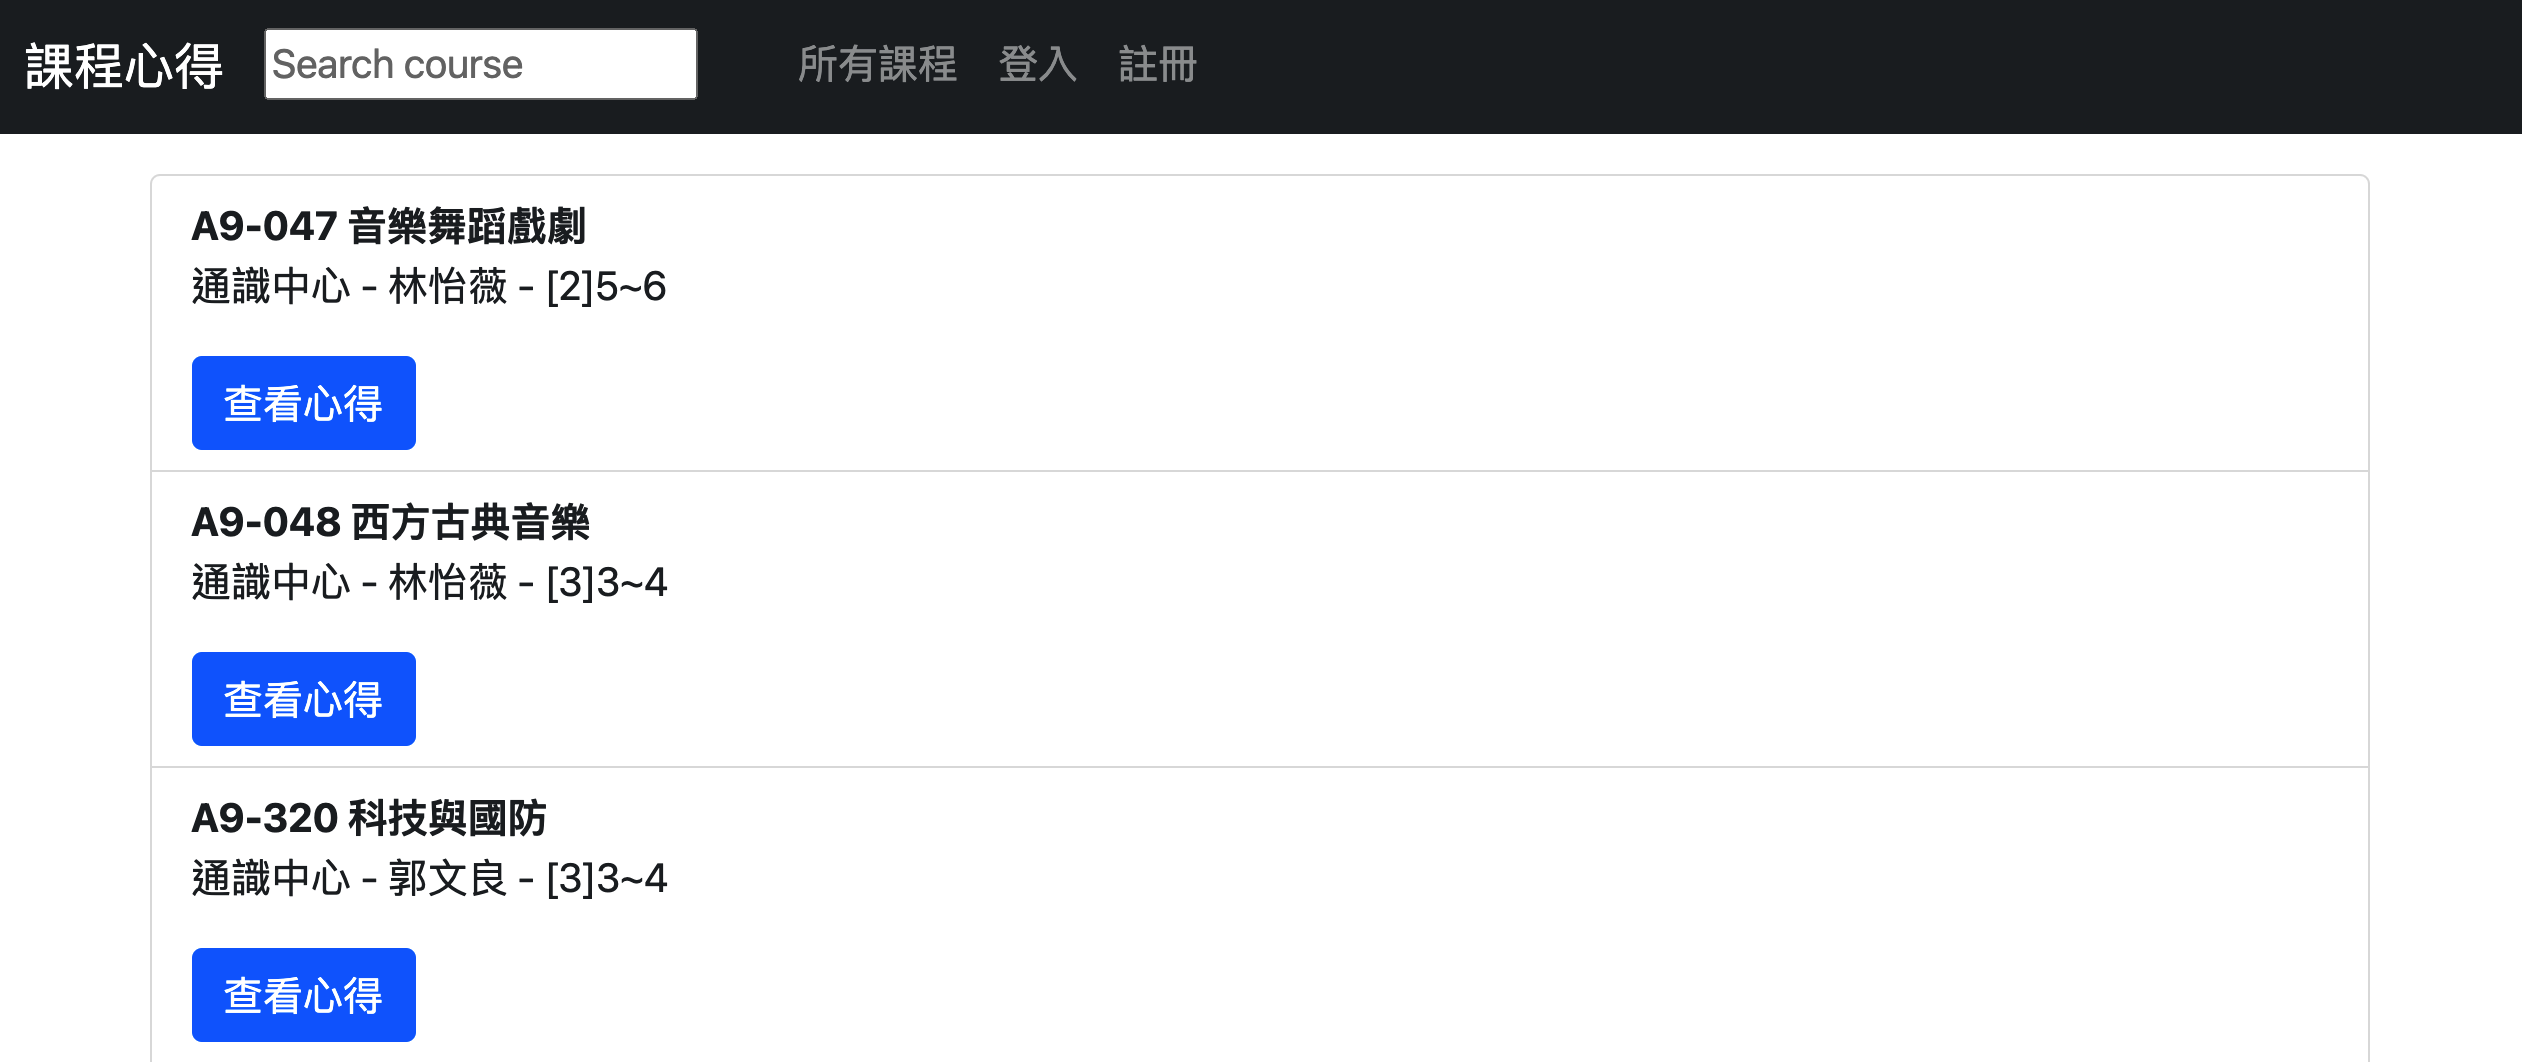 課程心得 Search course 所有課程 登入 註冊
A9-047 音樂舞蹈戲劇
通識中心 - 林怡薇 - [2]5~6
查看心得
A9-048 西方古典音樂
通識中心 - 林怡薇 - [3]3~4
查看心得
A9-320 科技與國防
通識中心 - 郭文良 - [3]3~4
查看心得